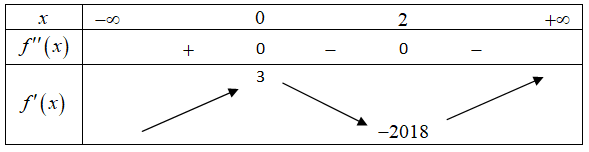 x −∞ 0 2 +∞
f''(x) + 0 − 0 −
3
f'(x)
−2018